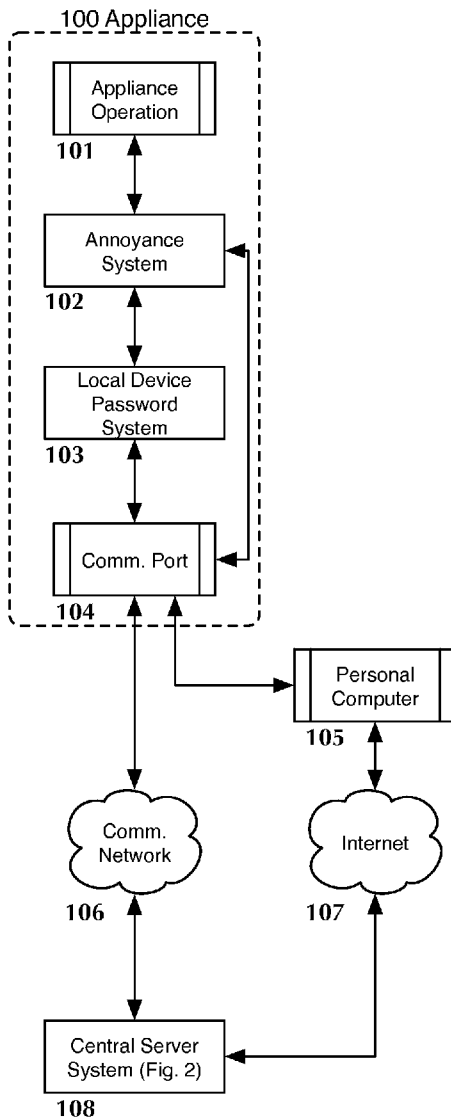 100 Appliance
Appliance
Operation
101
Annoyance
System
102
Local Device
Password
System
103
Comm. Port
104
Personal
Computer
105
Comm.
Network
106
Internet
107
Central Server
System (Fig. 2)
108